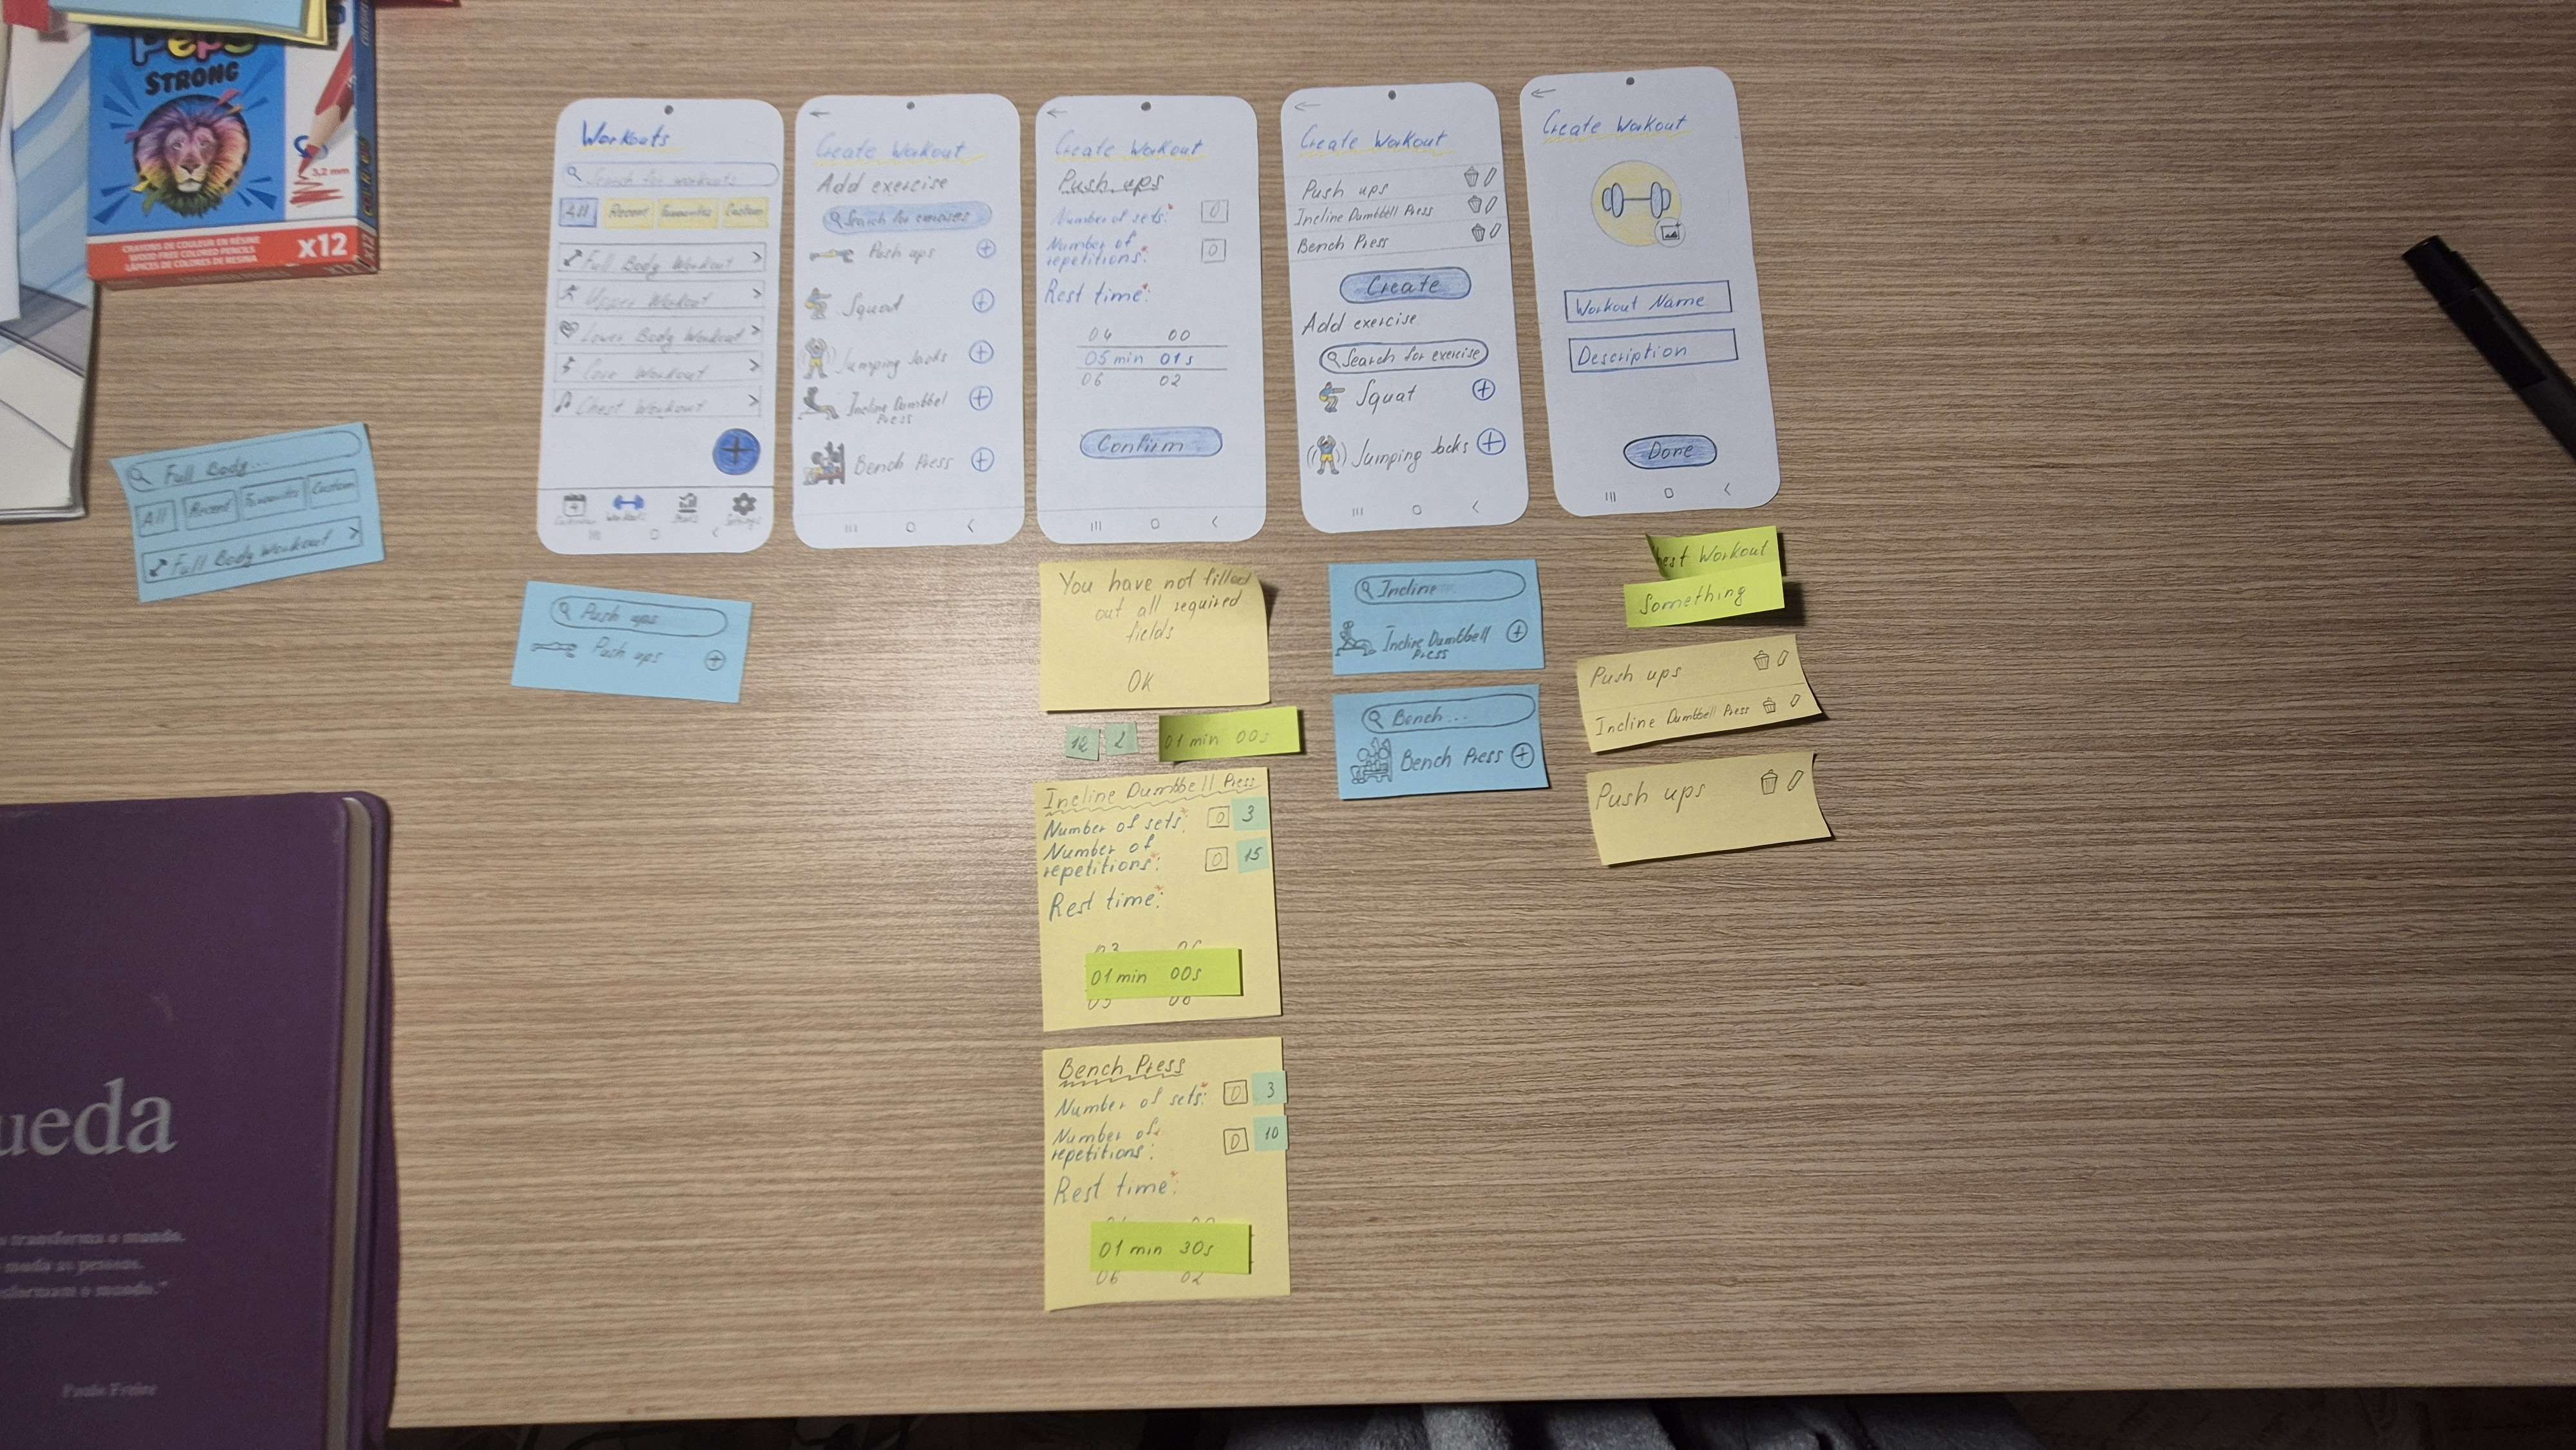 Peps
STRONG
3,2 mm
CRAYONS DE COULEUR EN RÉSINE
WOOD-FREE COLORED PENCILS
LÁPICES DE COLORES DE RESINA
x12
Full Body...
All Recent Favourites Custom
Full Body Workout >
Workouts
Search for workouts
All Recent Favourites Custom
Full Body Workout >
Upper Workout >
Lower Body Workout >
Core Workout >
Chest Workout >
Calendar Workouts Stats Settings
Push ups
Push ups
Create Workout
Add exercise
Search for exercises
Push ups
Squat
Jumping Jacks
Incline Dumbbel
Press
Bench Press
Create Workout
Push ups
Number of sets:* 0
Number of
repetitions:* 0
Rest time:*
04 00
05 min 01s
06 02
Confirm
You have not filled
out all required
fields
OK
12 2 01 min 00s
Incline Dumbbell Press
Number of sets:* 0 3
Number of
repetitions:* 0 15
Rest time:*
01 min 00s
Bench Press
Number of sets:* 0 3
Number of*
repetitions: 0 10
Rest time:*
01 min 30s
06 02
Create Workout
Push ups
Incline Dumbbell Press
Bench Press
Create
Add exercise
Search for exercise
Squat
Jumping Jacks
Incline
Incline Dumbbell
Press
Bench...
Bench Press
Create Workout
Workout Name
Description
Done
Workout
Something
Push ups
Incline Dumbbell Press
Push ups
ueda
transforma o mundo.
muda as pessoas.
Paulo Freire